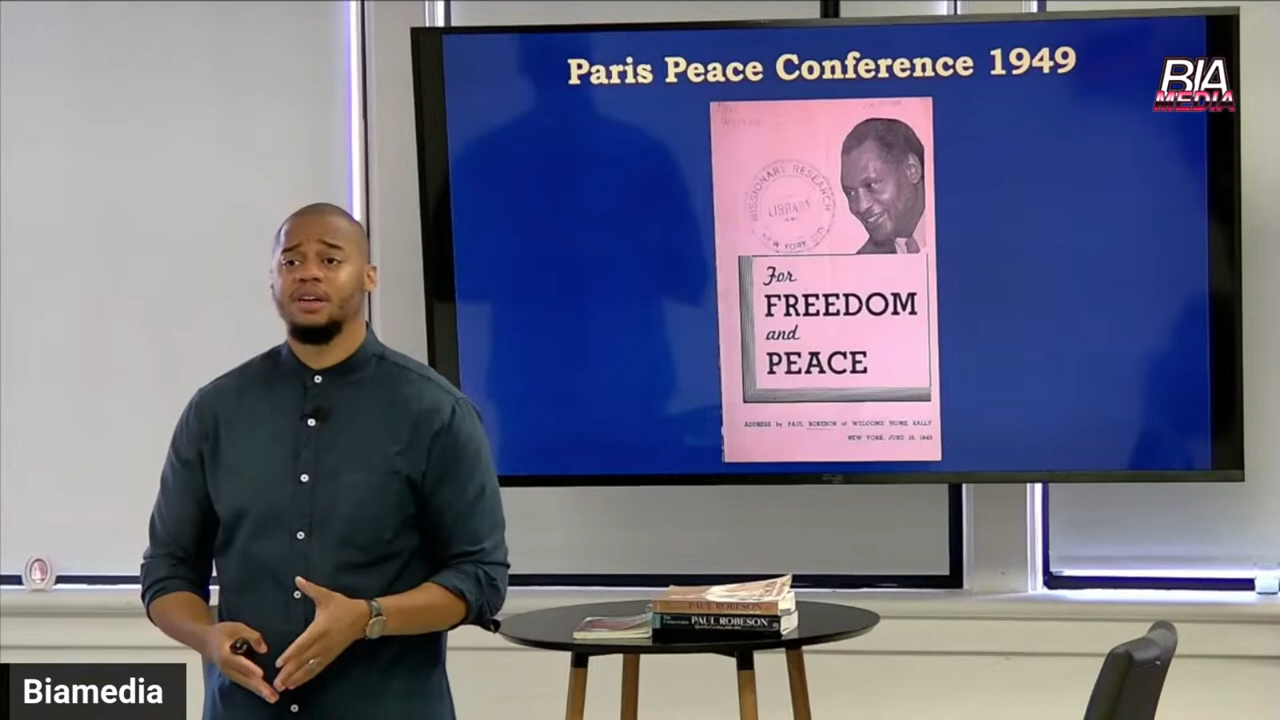 Paris Peace Conference 1949
BIA
MEDIA
MISSIONARY RESEARCH
LIBRARY
NEW YORK CITY
For
FREEDOM
and
PEACE
ADDRESS by PAUL ROBESON at WELCOME HOME RALLY
NEW YORK, JUNE 19, 1949
PAUL ROBESON
PAUL ROBESON
Biamedia